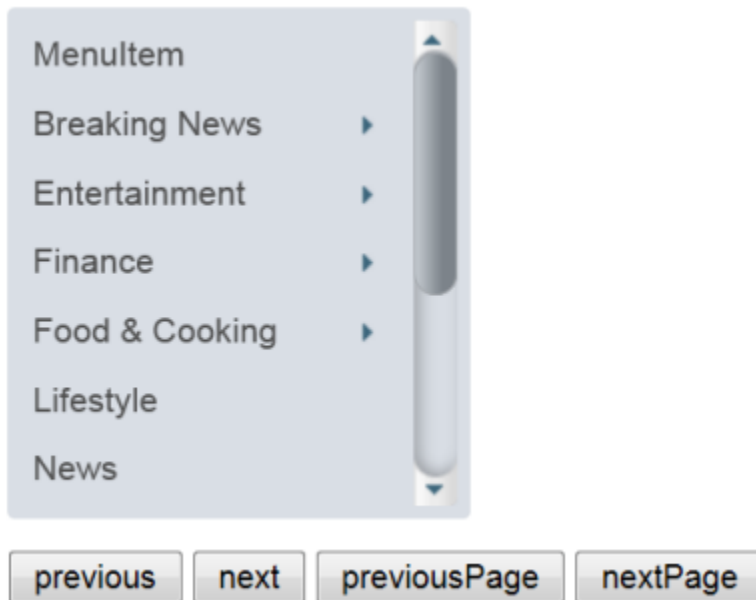 MenuItem
Breaking News
Entertainment
Finance
Food & Cooking
Lifestyle
News
previous next previousPage nextPage